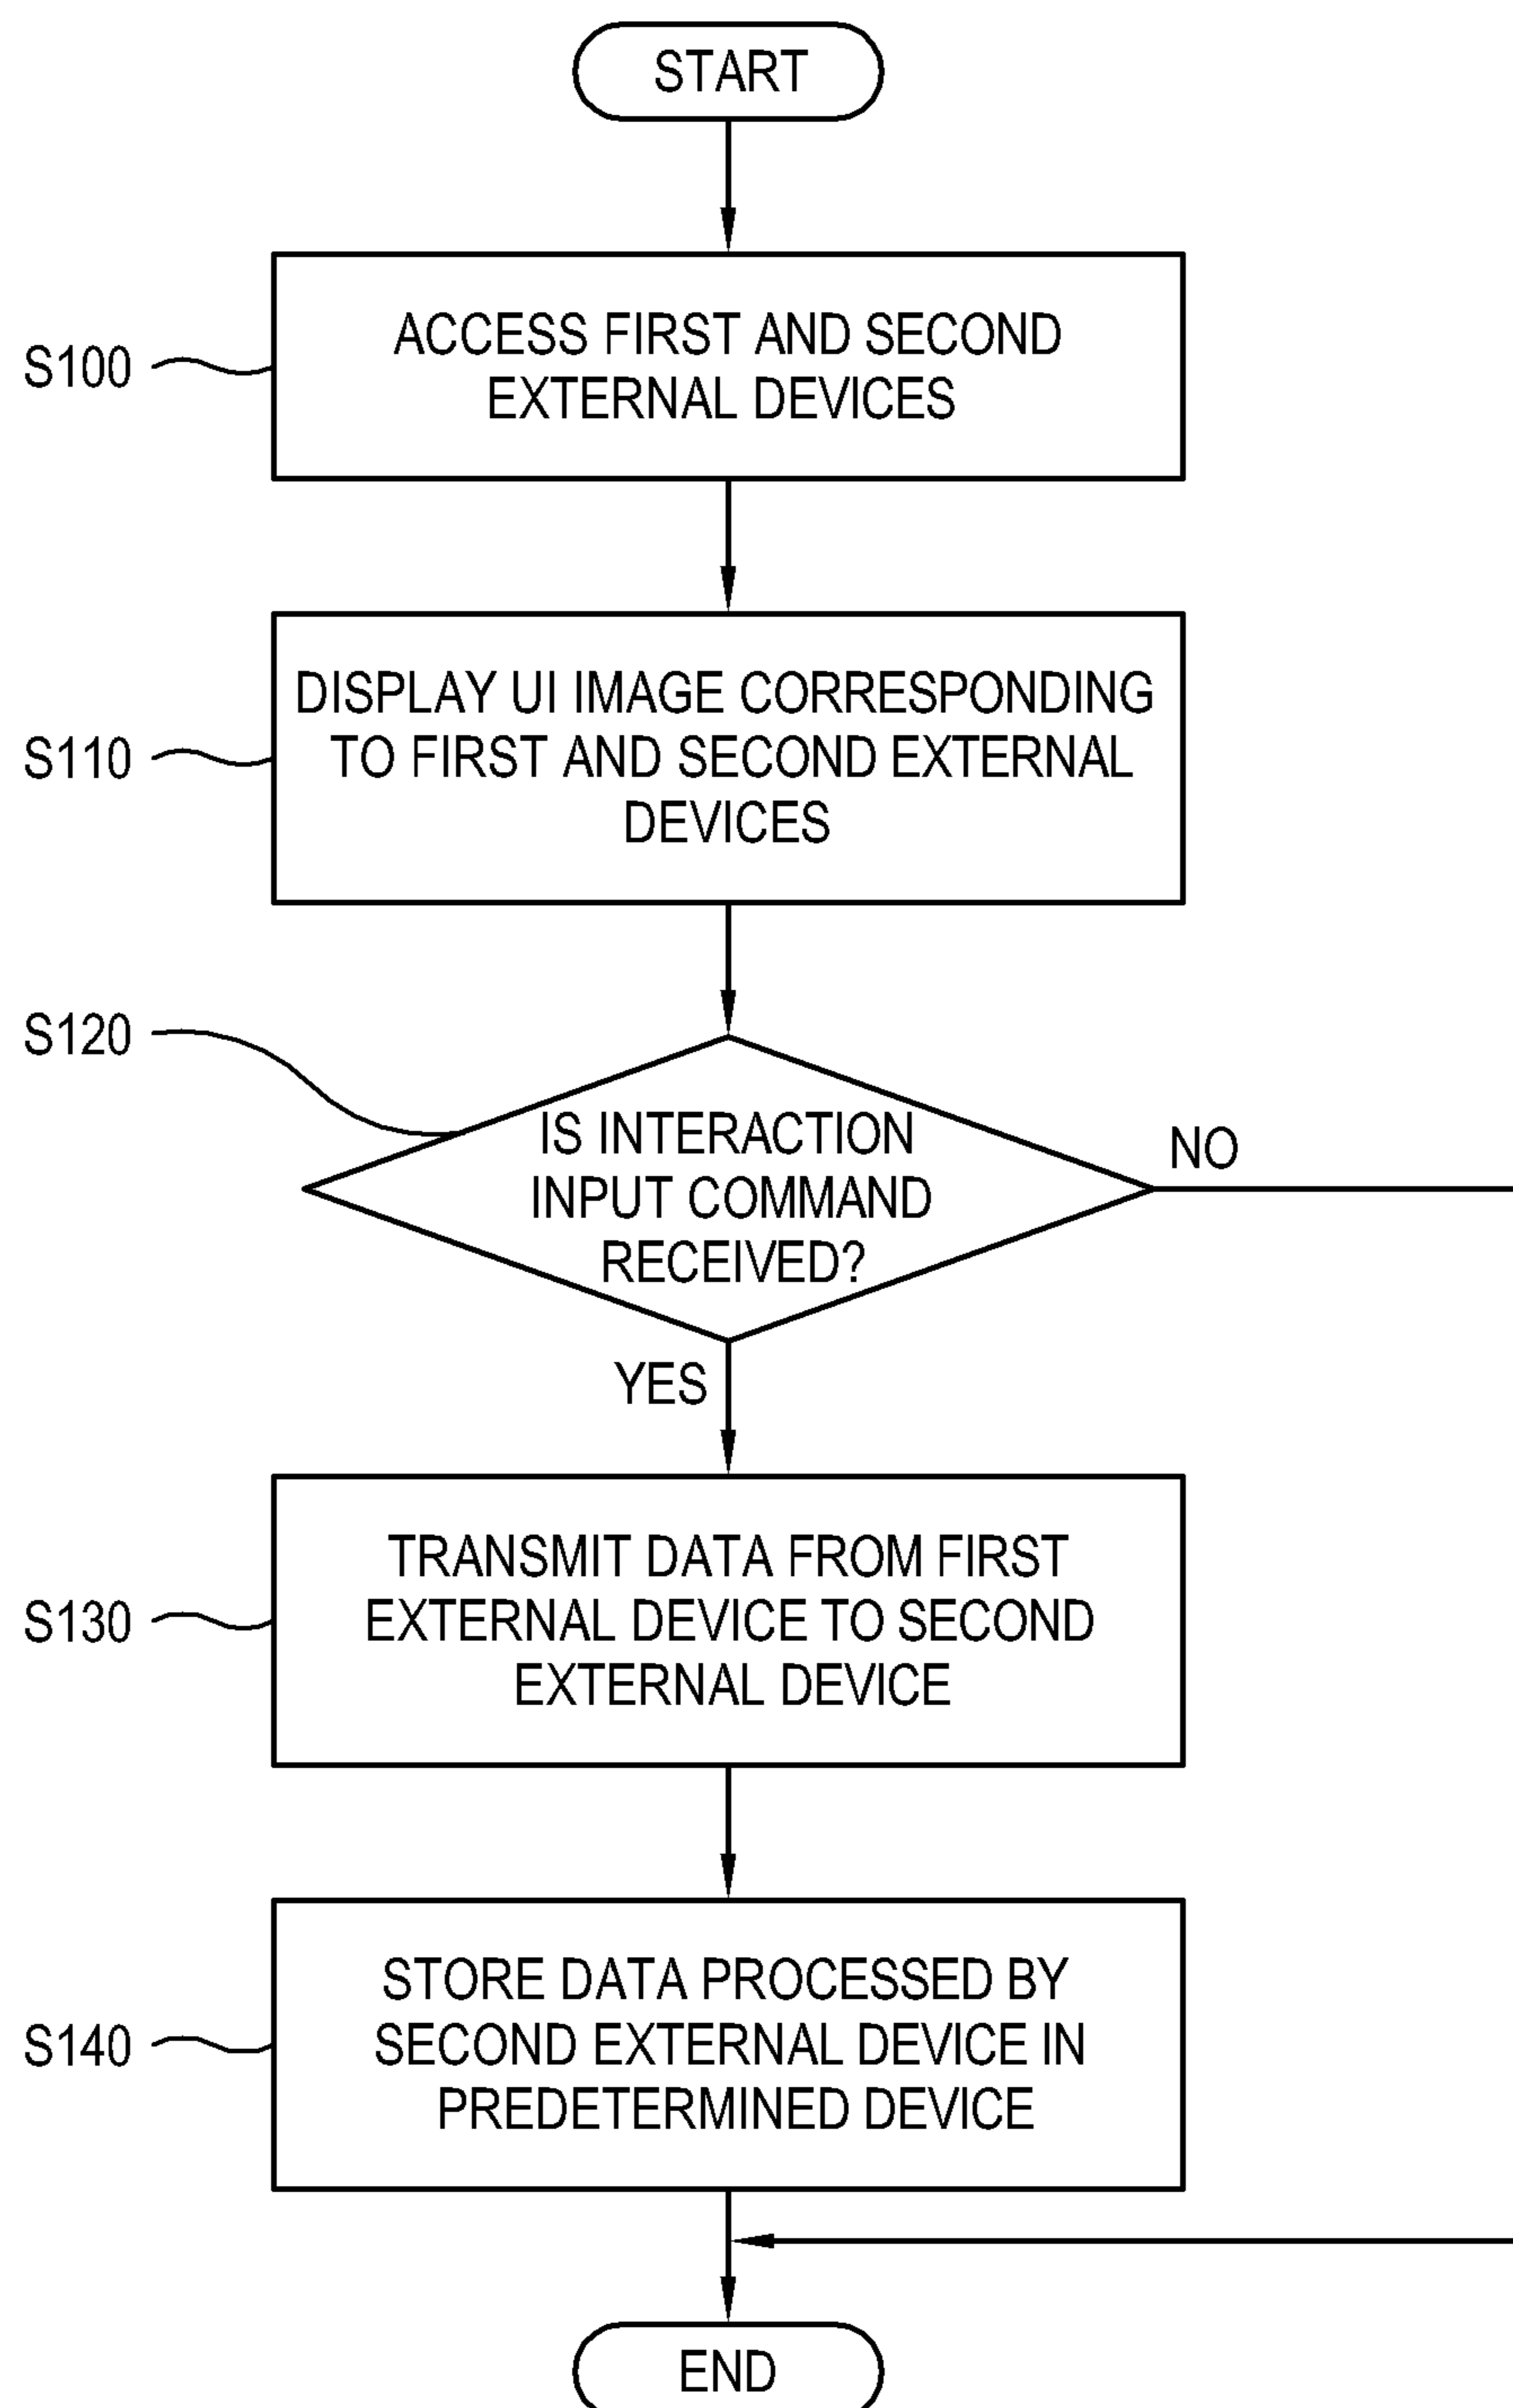 START
S100
ACCESS FIRST AND SECOND
EXTERNAL DEVICES
S110
DISPLAY UI IMAGE CORRESPONDING
TO FIRST AND SECOND EXTERNAL
DEVICES
S120
IS INTERACTION
INPUT COMMAND
RECEIVED?
NO
YES
S130
TRANSMIT DATA FROM FIRST
EXTERNAL DEVICE TO SECOND
EXTERNAL DEVICE
S140
STORE DATA PROCESSED BY
SECOND EXTERNAL DEVICE IN
PREDETERMINED DEVICE
END